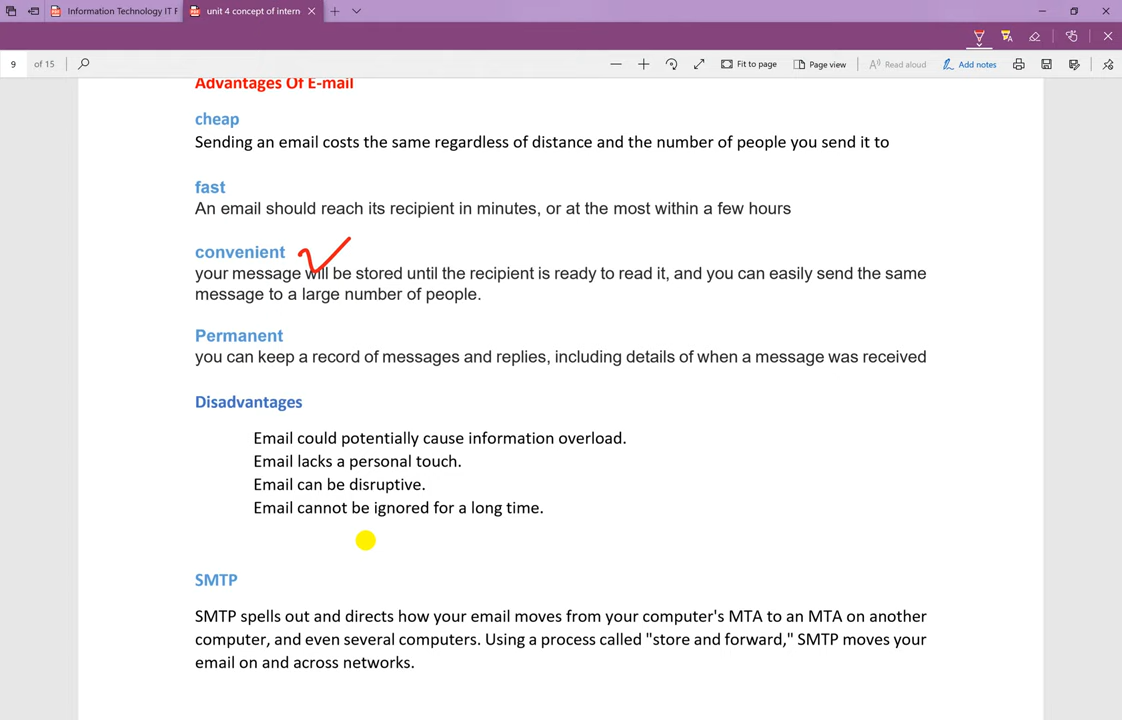 Information Technology IT F
unit 4 concept of intern
9 of 15
Fit to page
Page view
Read aloud
Add notes
Advantages Of E-mail
cheap
Sending an email costs the same regardless of distance and the number of people you send it to
fast
An email should reach its recipient in minutes, or at the most within a few hours
convenient
your message will be stored until the recipient is ready to read it, and you can easily send the same
message to a large number of people.
Permanent
you can keep a record of messages and replies, including details of when a message was received
Disadvantages
Email could potentially cause information overload.
Email lacks a personal touch.
Email can be disruptive.
Email cannot be ignored for a long time.
SMTP
SMTP spells out and directs how your email moves from your computer's MTA to an MTA on another
computer, and even several computers. Using a process called "store and forward," SMTP moves your
email on and across networks.